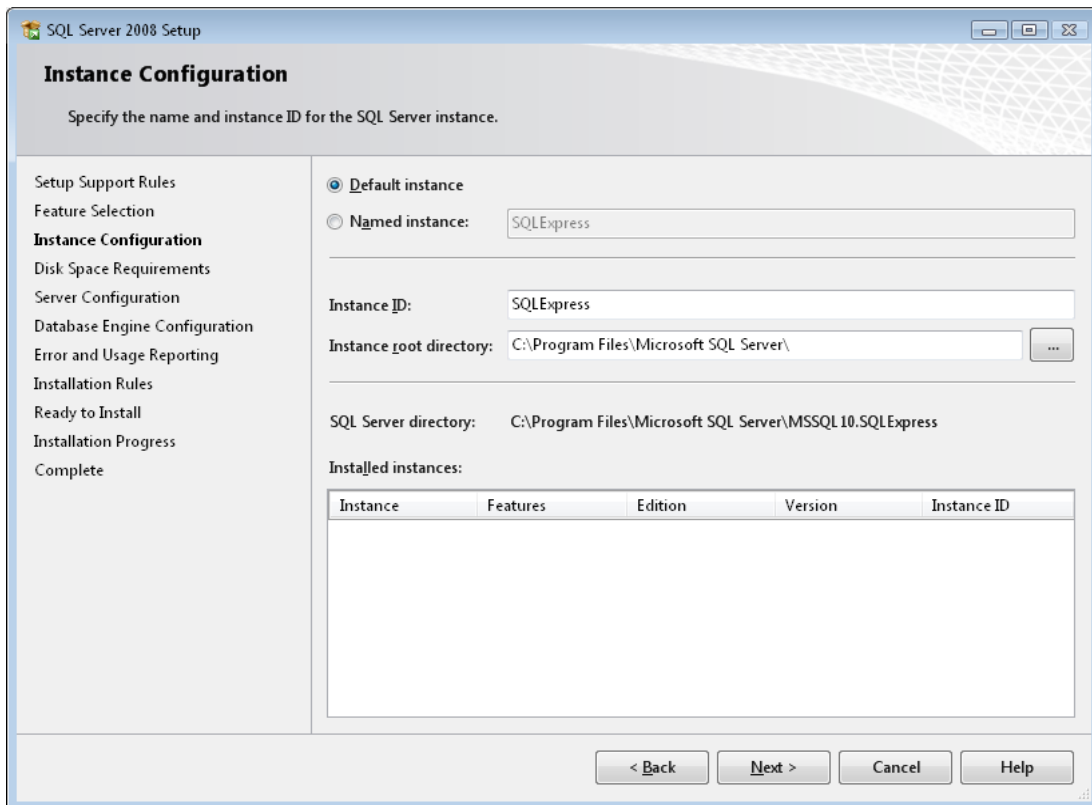 SQL Server 2008 Setup
Instance Configuration
Specify the name and instance ID for the SQL Server instance.
Setup Support Rules
Feature Selection
Instance Configuration
Disk Space Requirements
Server Configuration
Database Engine Configuration
Error and Usage Reporting
Installation Rules
Ready to Install
Installation Progress
Complete
Default instance
Named instance: SQLExpress
Instance ID: SQLExpress
Instance root directory: C:\Program Files\Microsoft SQL Server\ ...
SQL Server directory: C:\Program Files\Microsoft SQL Server\MSSQL10.SQLExpress
Installed instances:
Instance Features Edition Version Instance ID
< Back Next > Cancel Help